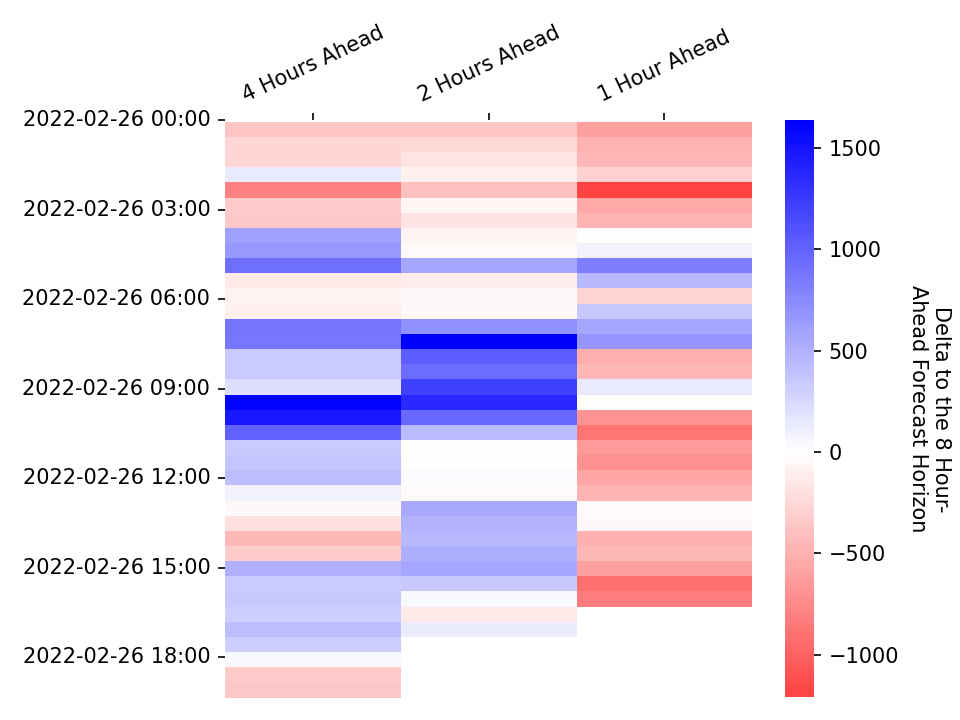 4 Hours Ahead
2 Hours Ahead
1 Hour Ahead
2022-02-26 00:00
2022-02-26 03:00
2022-02-26 06:00
2022-02-26 09:00
2022-02-26 12:00
2022-02-26 15:00
2022-02-26 18:00
1500
1000
500
0
−500
−1000
Delta to the 8 Hour-
Ahead Forecast Horizon